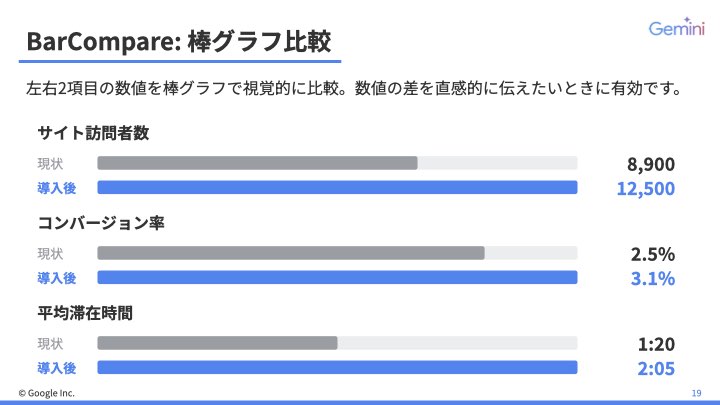 Gemini
BarCompare: 棒グラフ比較
左右2項目の数値を棒グラフで視覚的に比較。数値の差を直感的に伝えたいときに有効です。
サイト訪問者数
現状 8,900
導入後 12,500
コンバージョン率
現状 2.5%
導入後 3.1%
平均滞在時間
現状 1:20
導入後 2:05
© Google Inc. 19